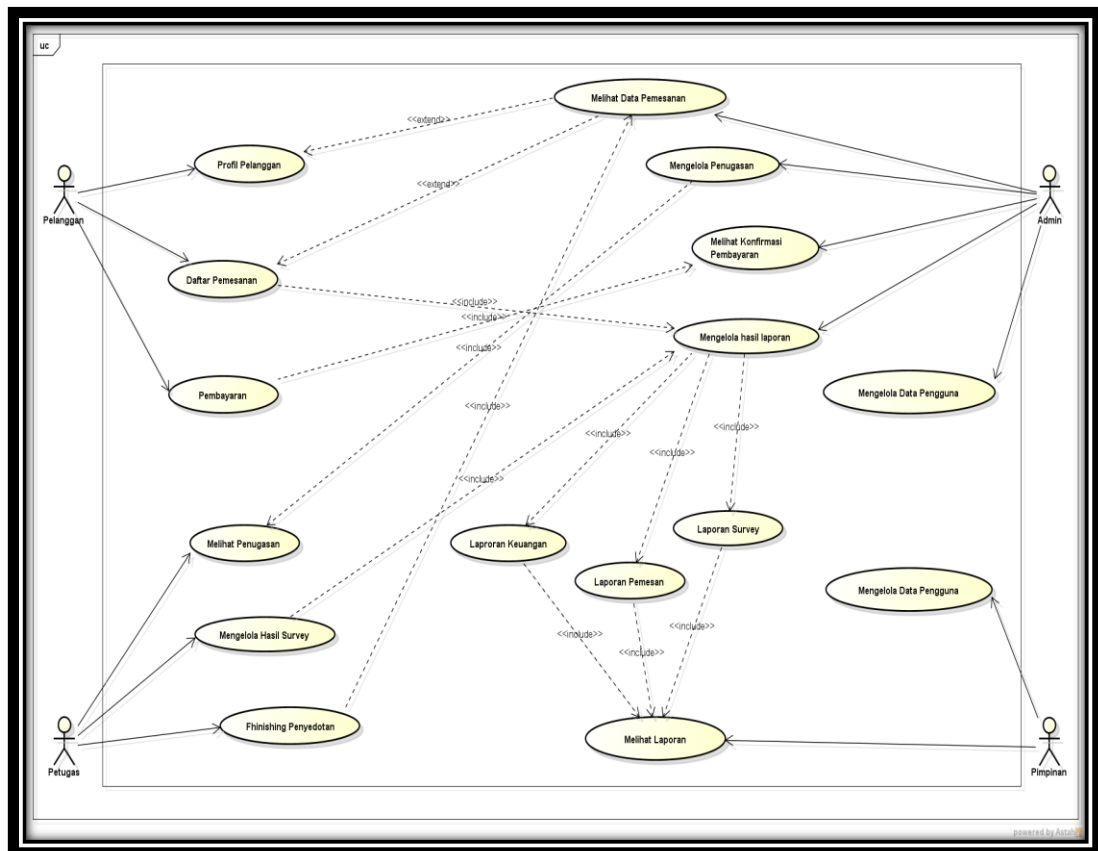 uc
Melihat Data Pemesanan
<<extend>>
Profil Pelanggan
Mengelola Penugasan
<<extend>>
Pelanggan
Admin
Melihat Konfirmasi
Pembayaran
Daftar Pemesanan
<<include>>
<<include>>
Mengelola hasil laporan
<<include>>
Pembayaran
Mengelola Data Pengguna
<<include>>
<<include>>
<<include>>
<<include>>
<<include>>
Melihat Penugasan
Laproran Keuangan
Laporan Survey
Laporan Pemesan
Mengelola Data Pengguna
Mengelola Hasil Survey
<<include>>
<<include>>
<<include>>
Fhinishing Penyedotan
Melihat Laporan
Petugas
Pimpinan
powered by Astah